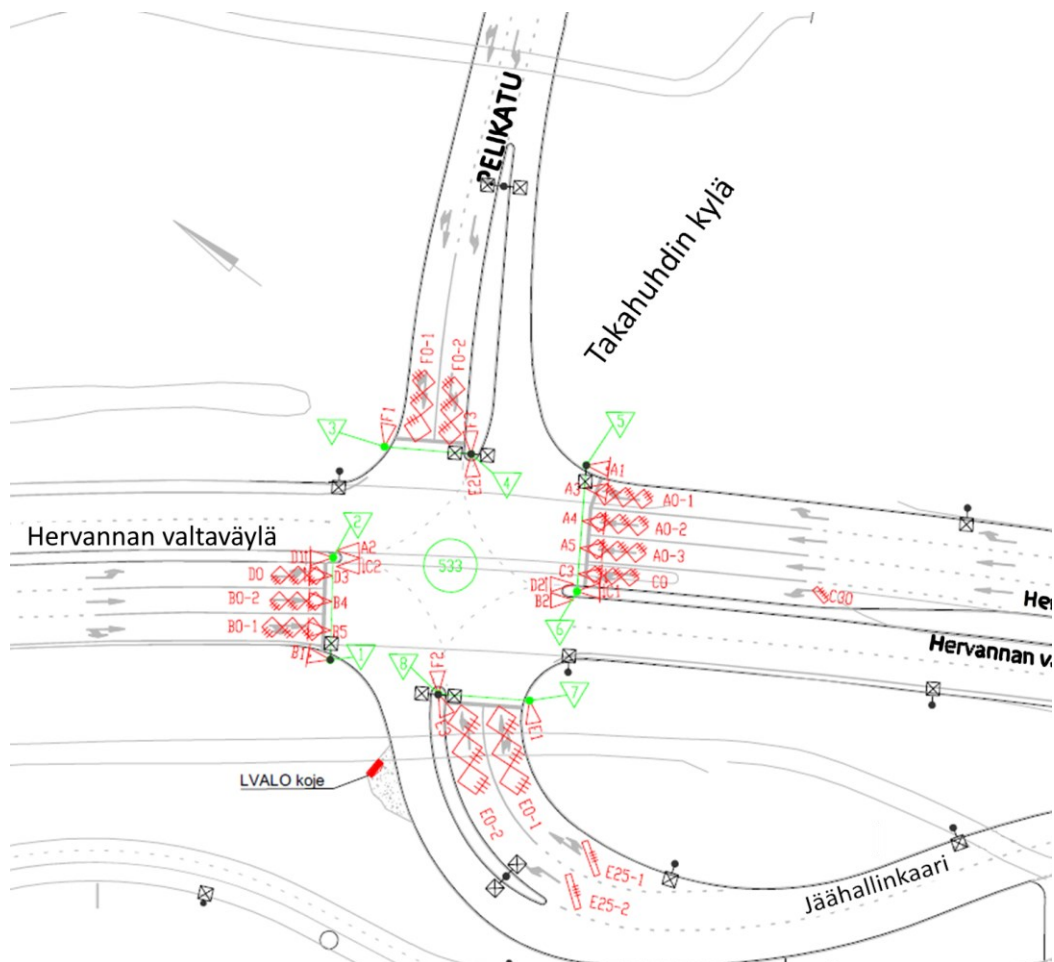 PELIKATU
Takahuhdin kylä
F0-1
F0-2
3
F1
F3
5
E2
4
A1
A3
A0-1
2
A4
A0-2
Hervannan valtaväylä
D1
A2
533
A5
A0-3
C2
D0
D3
C3
C0
B0-2
B4
D2
C1
C30
B2
Her
B0-1
B5
6
Hervannan va
B1
1
8
F2
7
E3
E1
LVALO koje
E0-2
E0-1
E25-1
E25-2
Jäähallinkaari